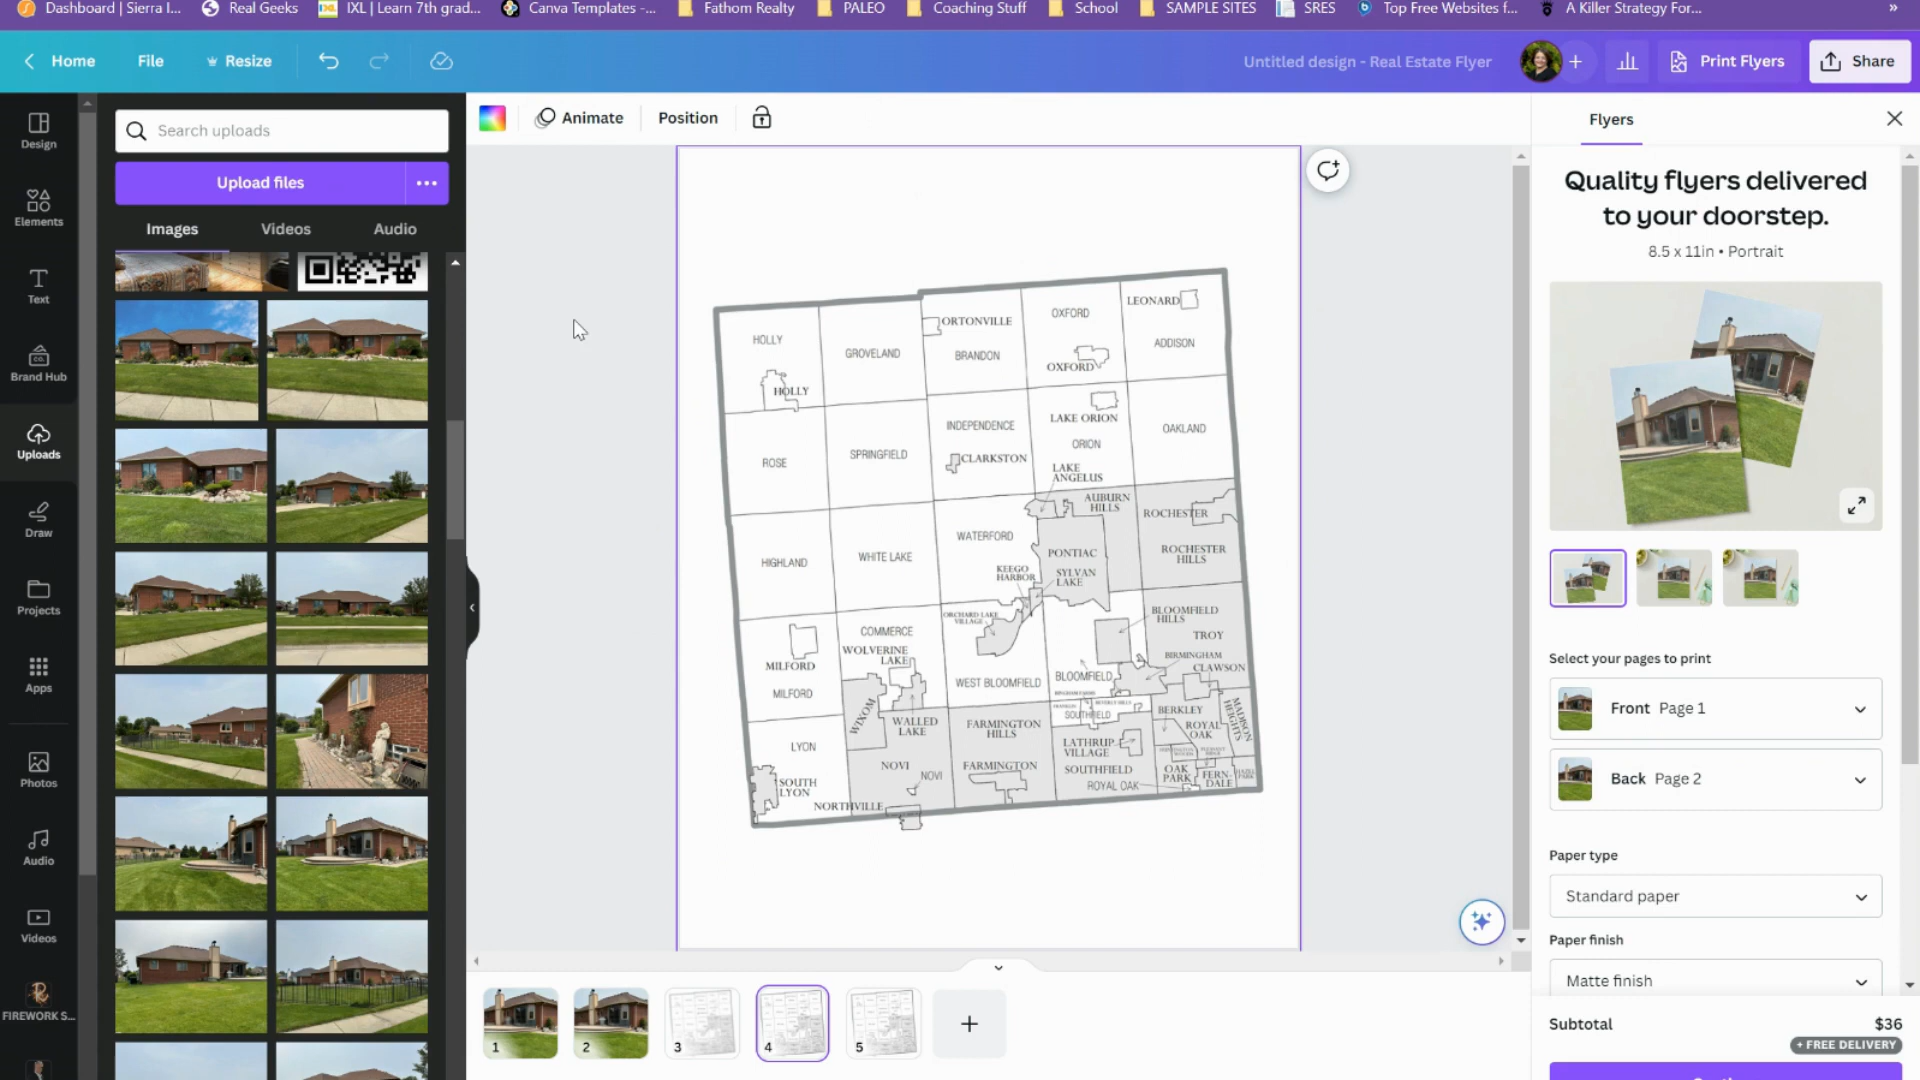 Dashboard | Sierra I...
Real Geeks
IXL | Learn 7th grad...
Canva Templates -...
Fathom Realty
PALEO
Coaching Stuff
School
SAMPLE SITES
SRES
Top Free Websites f...
A Killer Strategy For...
»
Home
File
Resize
Untitled design - Real Estate Flyer
Print Flyers
Share
Design
Elements
Text
Brand Hub
Uploads
Draw
Projects
Apps
Photos
Audio
Videos
FIREWORK S...
Search uploads
Upload files
Images
Videos
Audio
Animate
Position
HOLLY
GROVELAND
ORTONVILLE
BRANDON
OXFORD
OXFORD
LEONARD
ADDISON
HOLLY
ROSE
SPRINGFIELD
INDEPENDENCE
CLARKSTON
LAKE ORION
ORION
LAKE
ANGELUS
OAKLAND
HIGHLAND
WHITE LAKE
WATERFORD
AUBURN
HILLS
ROCHESTER
PONTIAC
ROCHESTER
HILLS
KEEGO
HARBOR
SYLVAN
LAKE
ORCHARD LAKE
VILLAGE
MILFORD
MILFORD
COMMERCE
WOLVERINE
LAKE
WEST BLOOMFIELD
BLOOMFIELD
BLOOMFIELD
HILLS
TROY
BIRMINGHAM
CLAWSON
WIXOM
WALLED
LAKE
FARMINGTON
HILLS
SOUTHFIELD
BERKLEY
ROYAL
OAK
MADISON
HEIGHTS
LYON
SOUTH
LYON
NOVI
NOVI
NORTHVILLE
FARMINGTON
LATHRUP
VILLAGE
SOUTHFIELD
ROYAL OAK
OAK
PARK
FERN-
DALE
1
2
3
4
5
Flyers
Quality flyers delivered
to your doorstep.
8.5 x 11in • Portrait
Select your pages to print
Front Page 1
Back Page 2
Paper type
Standard paper
Paper finish
Matte finish
Subtotal
$36
+ FREE DELIVERY